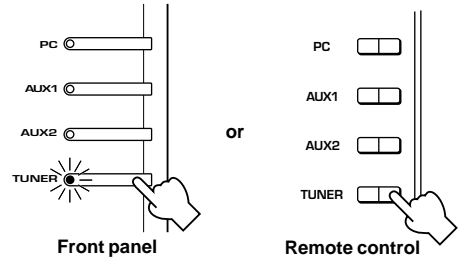 PC
AUX1
AUX2
TUNER
Front panel
or
PC
AUX1
AUX2
TUNER
Remote control